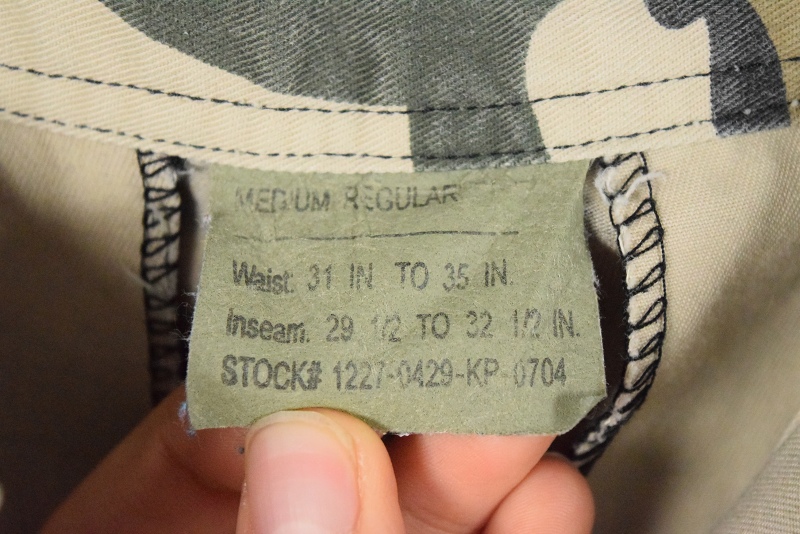 MEDIUM REGULAR
Waist: 31 IN TO 35 IN.
Inseam. 29 1/2 TO 32 1/2 IN.
STOCK# 1227-0429-KP-0704